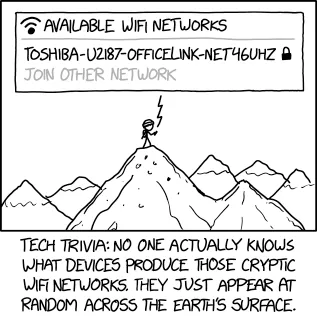 AVAILABLE WIFI NETWORKS
TOSHIBA-U2187-OFFICELINK-NET46UHZ
JOIN OTHER NETWORK
TECH TRIVIA: NO ONE ACTUALLY KNOWS
WHAT DEVICES PRODUCE THOSE CRYPTIC
WIFI NETWORKS. THEY JUST APPEAR AT
RANDOM ACROSS THE EARTH'S SURFACE.